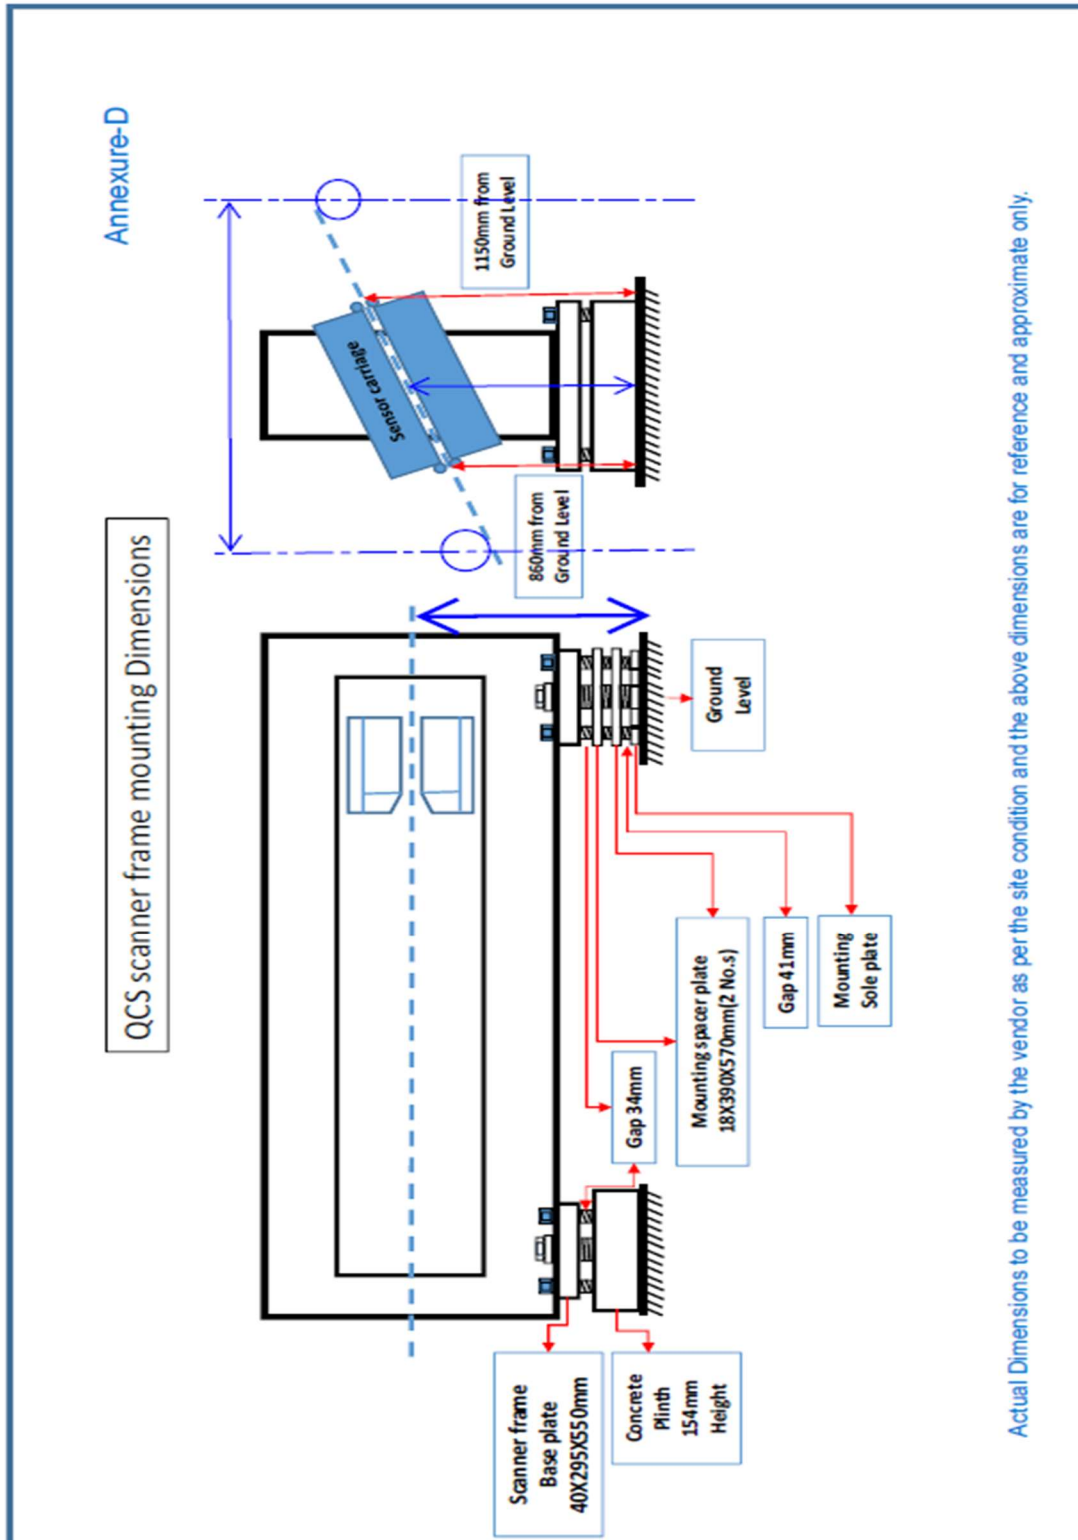 Annexure-D
QCS scanner frame mounting Dimensions
Sensor carriage
1150mm from
Ground Level
860mm from
Ground Level
Ground
Level
Scanner frame
Base plate
40X295X550mm
Concrete
Plinth
154mm
Height
Gap 34mm
Mounting spacer plate
18X390X570mm(2 No.s)
Gap 41mm
Mounting
Sole plate
Actual Dimensions to be measured by the vendor as per the site condition and the above dimensions are for reference and approximate only.